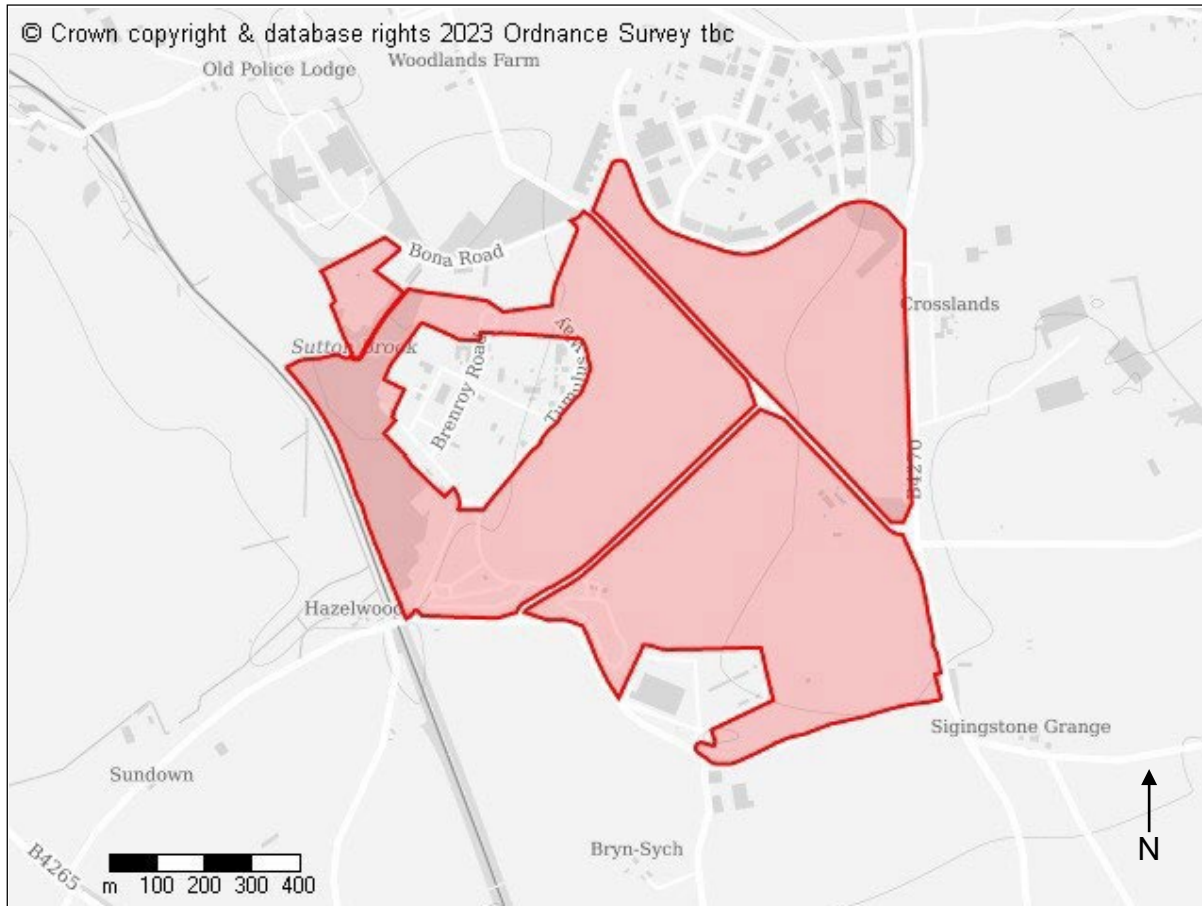 © Crown copyright & database rights 2023 Ordnance Survey tbc
Woodlands Farm
Old Police Lodge
Bona Road
Crosslands
Sutton Brook
Brenroy Road
Tumulus Way
B4270
Hazelwood
Sigingstone Grange
Sundown
Bryn-Sych
B4265
m 100 200 300 400
N